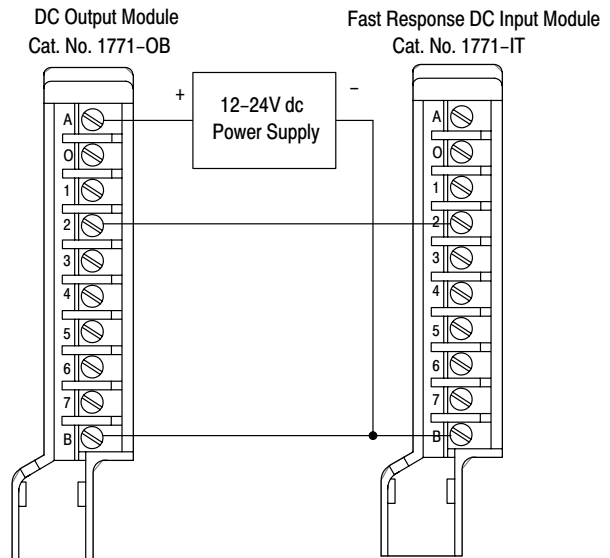 DC Output Module
Cat. No. 1771–OB
Fast Response DC Input Module
Cat. No. 1771–IT
+
12–24V dc
Power Supply
–
A
O
1
2
3
4
5
6
7
B
A
O
1
2
3
4
5
6
7
B